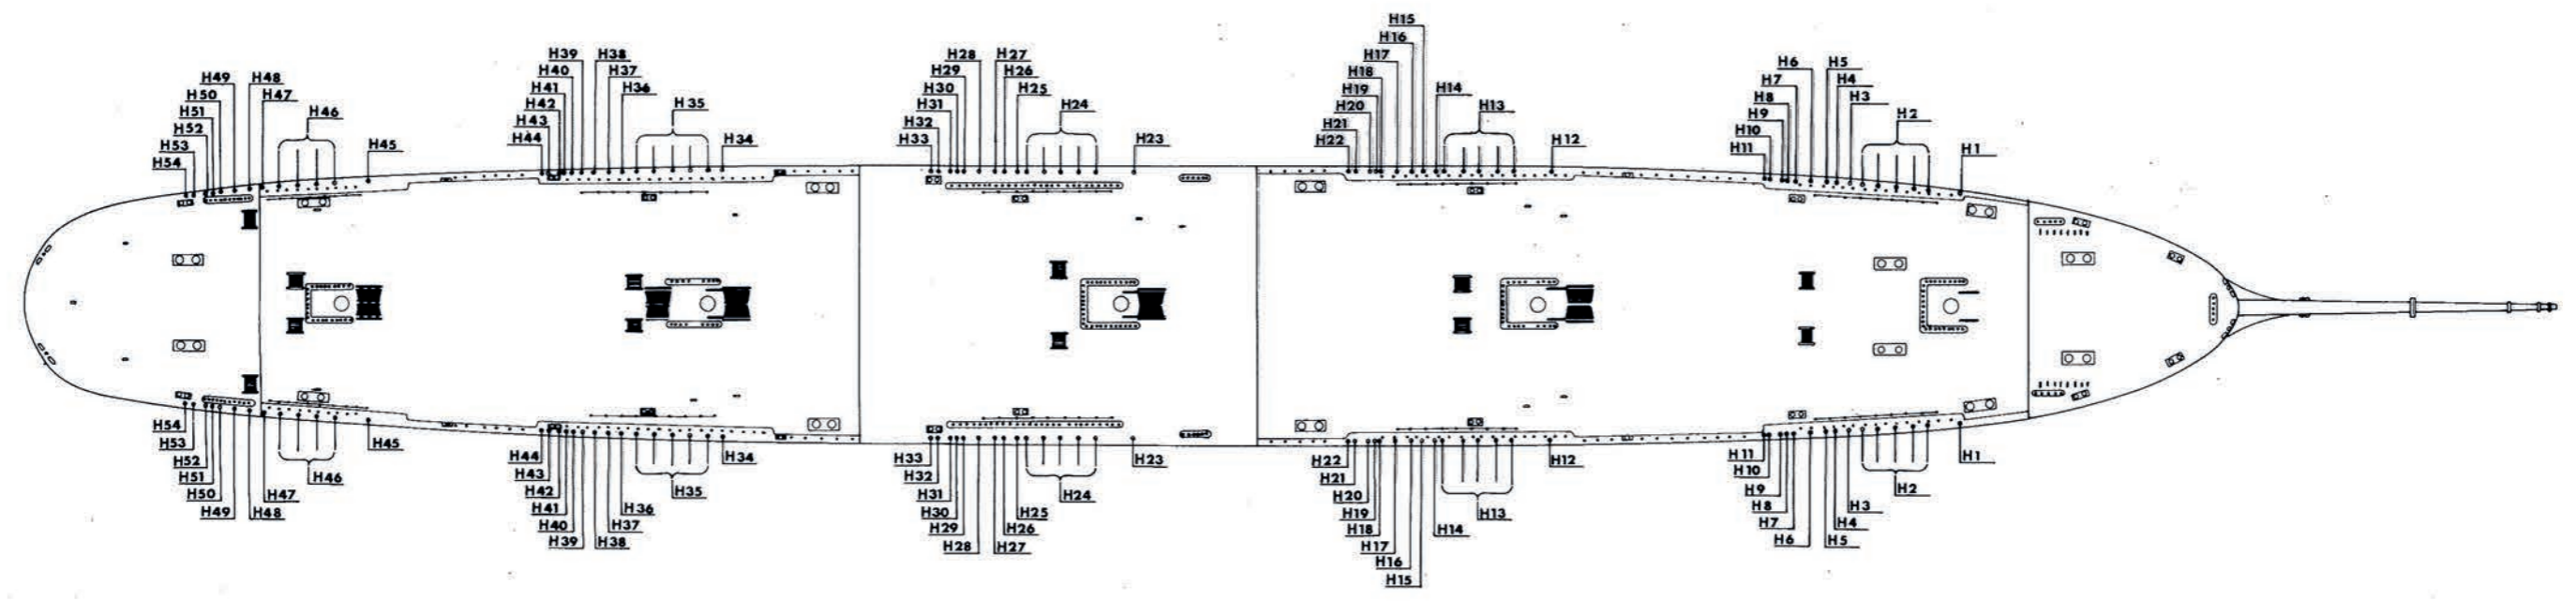 H15
H16
H39 H38 H28 H27 H17 H6 H5
H40 H37 H29 H26 H18 H7 H4
H49 H48 H41 H36 H30 H25 H19 H14 H8 H3
H50 H47 H42 H35 H31 H24 H20 H13 H9 H2
H51 H46 H43 H32 H21 H10
H52
H53 H45 H44 H34 H33 H23 H22 H12 H11 H1
H54
H54 H45 H44 H34 H33 H23 H22 H12 H11 H1
H53 H43 H32 H21 H10
H52
H51 H46 H42 H35 H31 H24 H20 H13 H9 H2
H50 H47 H41 H36 H30 H25 H19 H8 H3
H49 H48 H40 H37 H29 H26 H18 H14 H7 H4
H39 H38 H28 H27 H17 H6 H5
H16
H15